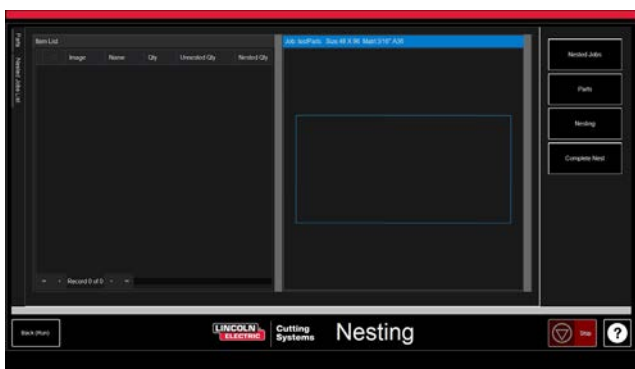 Parts
Nested Jobs List
Item List
Image Name Qty Unnested Qty Nested Qty
Record 0 of 0
Job: testParts Size:48 X 96 Matrl:3/16" A36
Nested Jobs
Parts
Nesting
Complete Nest
Back (Run)
LINCOLN
ELECTRIC
Cutting
Systems
Nesting
Stop
?